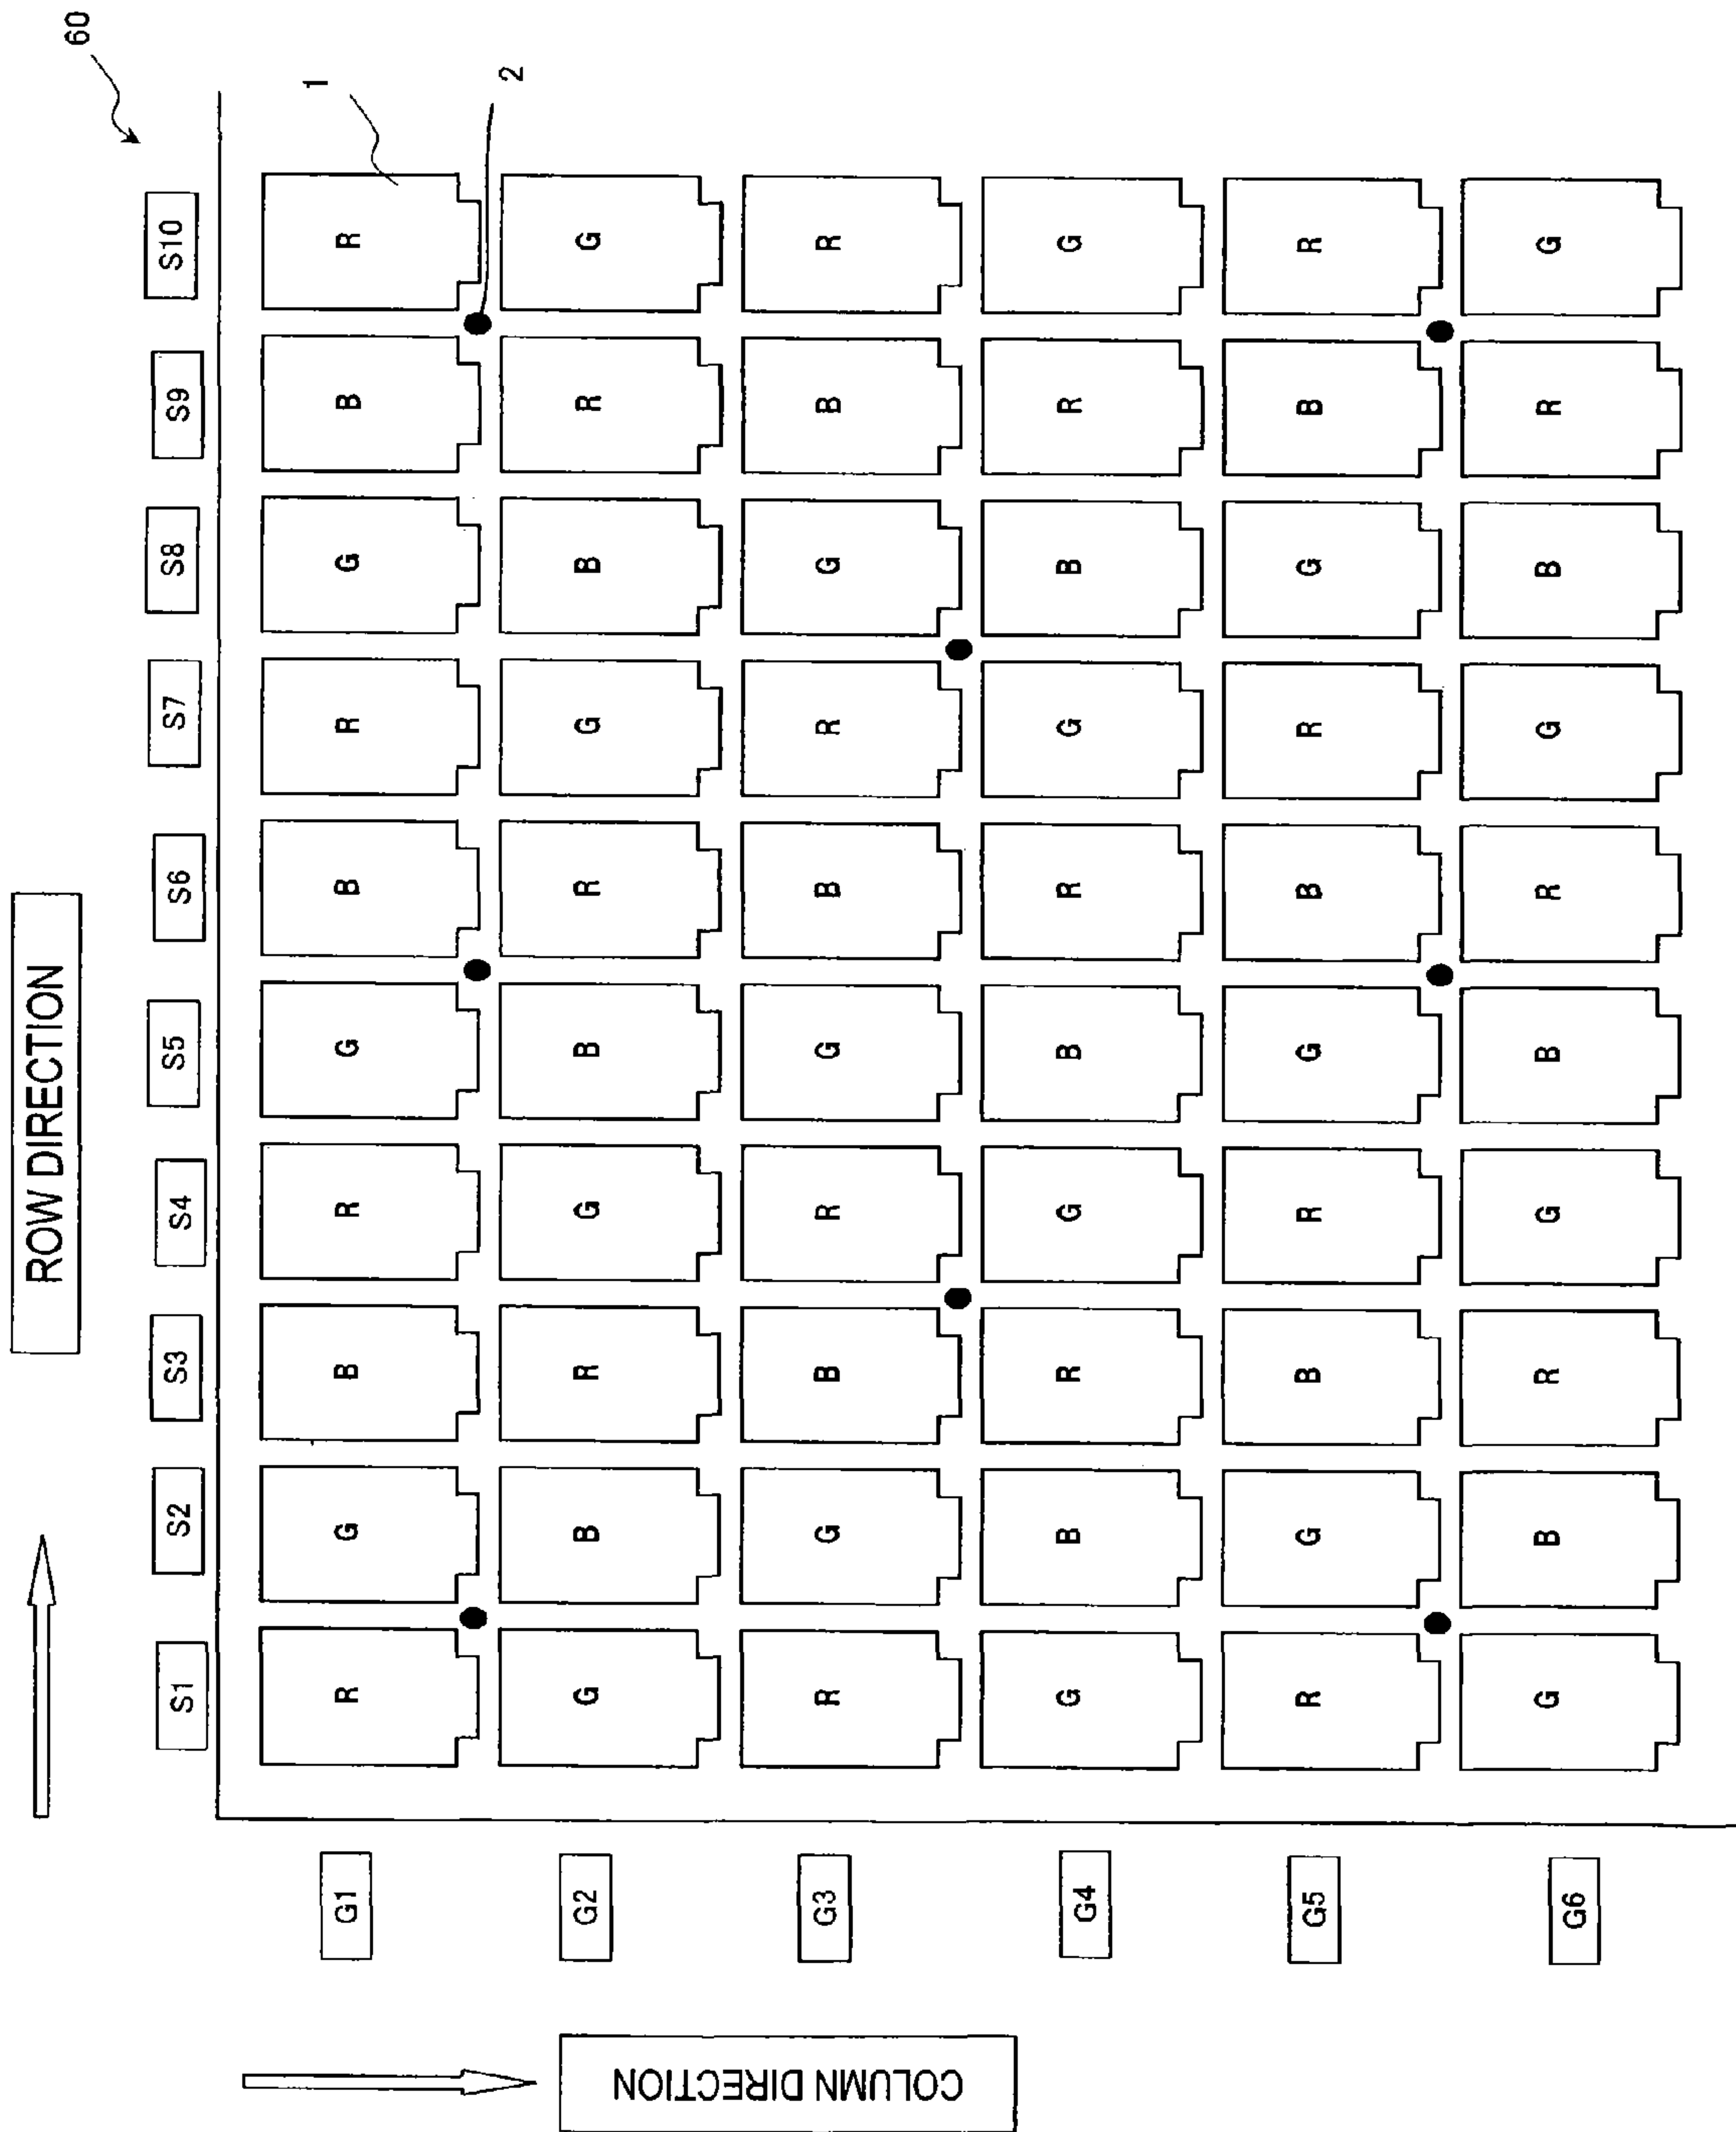 ROW DIRECTION
60
S1 S2 S3 S4 S5 S6 S7 S8 S9 S10
1
G1 R G B R G B R G B R
2
G2 G B R G B R G B R G
G3 R G B R G B R G B R
G4 G B R G B R G B R G
G5 R G B R G B R G B R
G6 G B R G B R G B R G
COLUMN DIRECTION